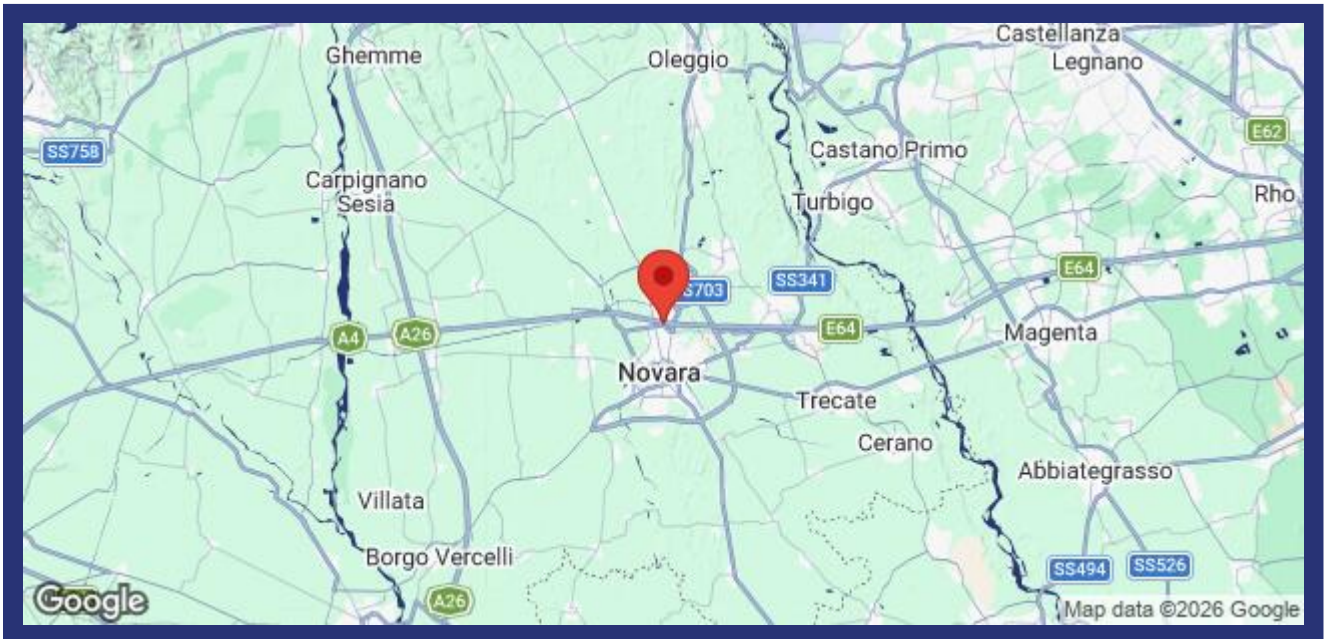 Castellanza
Ghemme
Oleggio
Legnano
E62
SS758
Castano Primo
Carpignano
Sesia
Rho
Turbigo
E64
SS341
S703
A4
A26
E64
Magenta
Novara
Trecate
Cerano
Abbiategrasso
Villata
Borgo Vercelli
SS494
SS526
Google
A26
Map data ©2026 Google